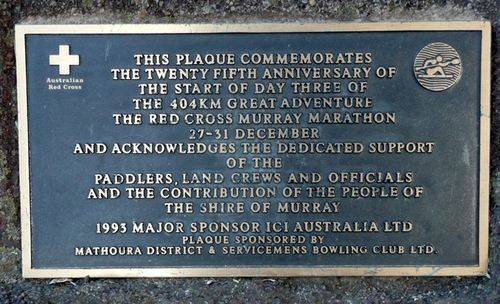 Australian
Red Cross
THIS PLAQUE COMMEMORATES
THE TWENTY FIFTH ANNIVERSARY OF
THE START OF DAY THREE OF
THE 404KM GREAT ADVENTURE
THE RED CROSS MURRAY MARATHON
27-31 DECEMBER
AND ACKNOWLEDGES THE DEDICATED SUPPORT
OF THE
PADDLERS, LAND CREWS AND OFFICIALS
AND THE CONTRIBUTION OF THE PEOPLE OF
THE SHIRE OF MURRAY
1993 MAJOR SPONSOR ICI AUSTRALIA LTD
PLAQUE SPONSORED BY
MATHOURA DISTRICT & SERVICEMENS BOWLING CLUB LTD.